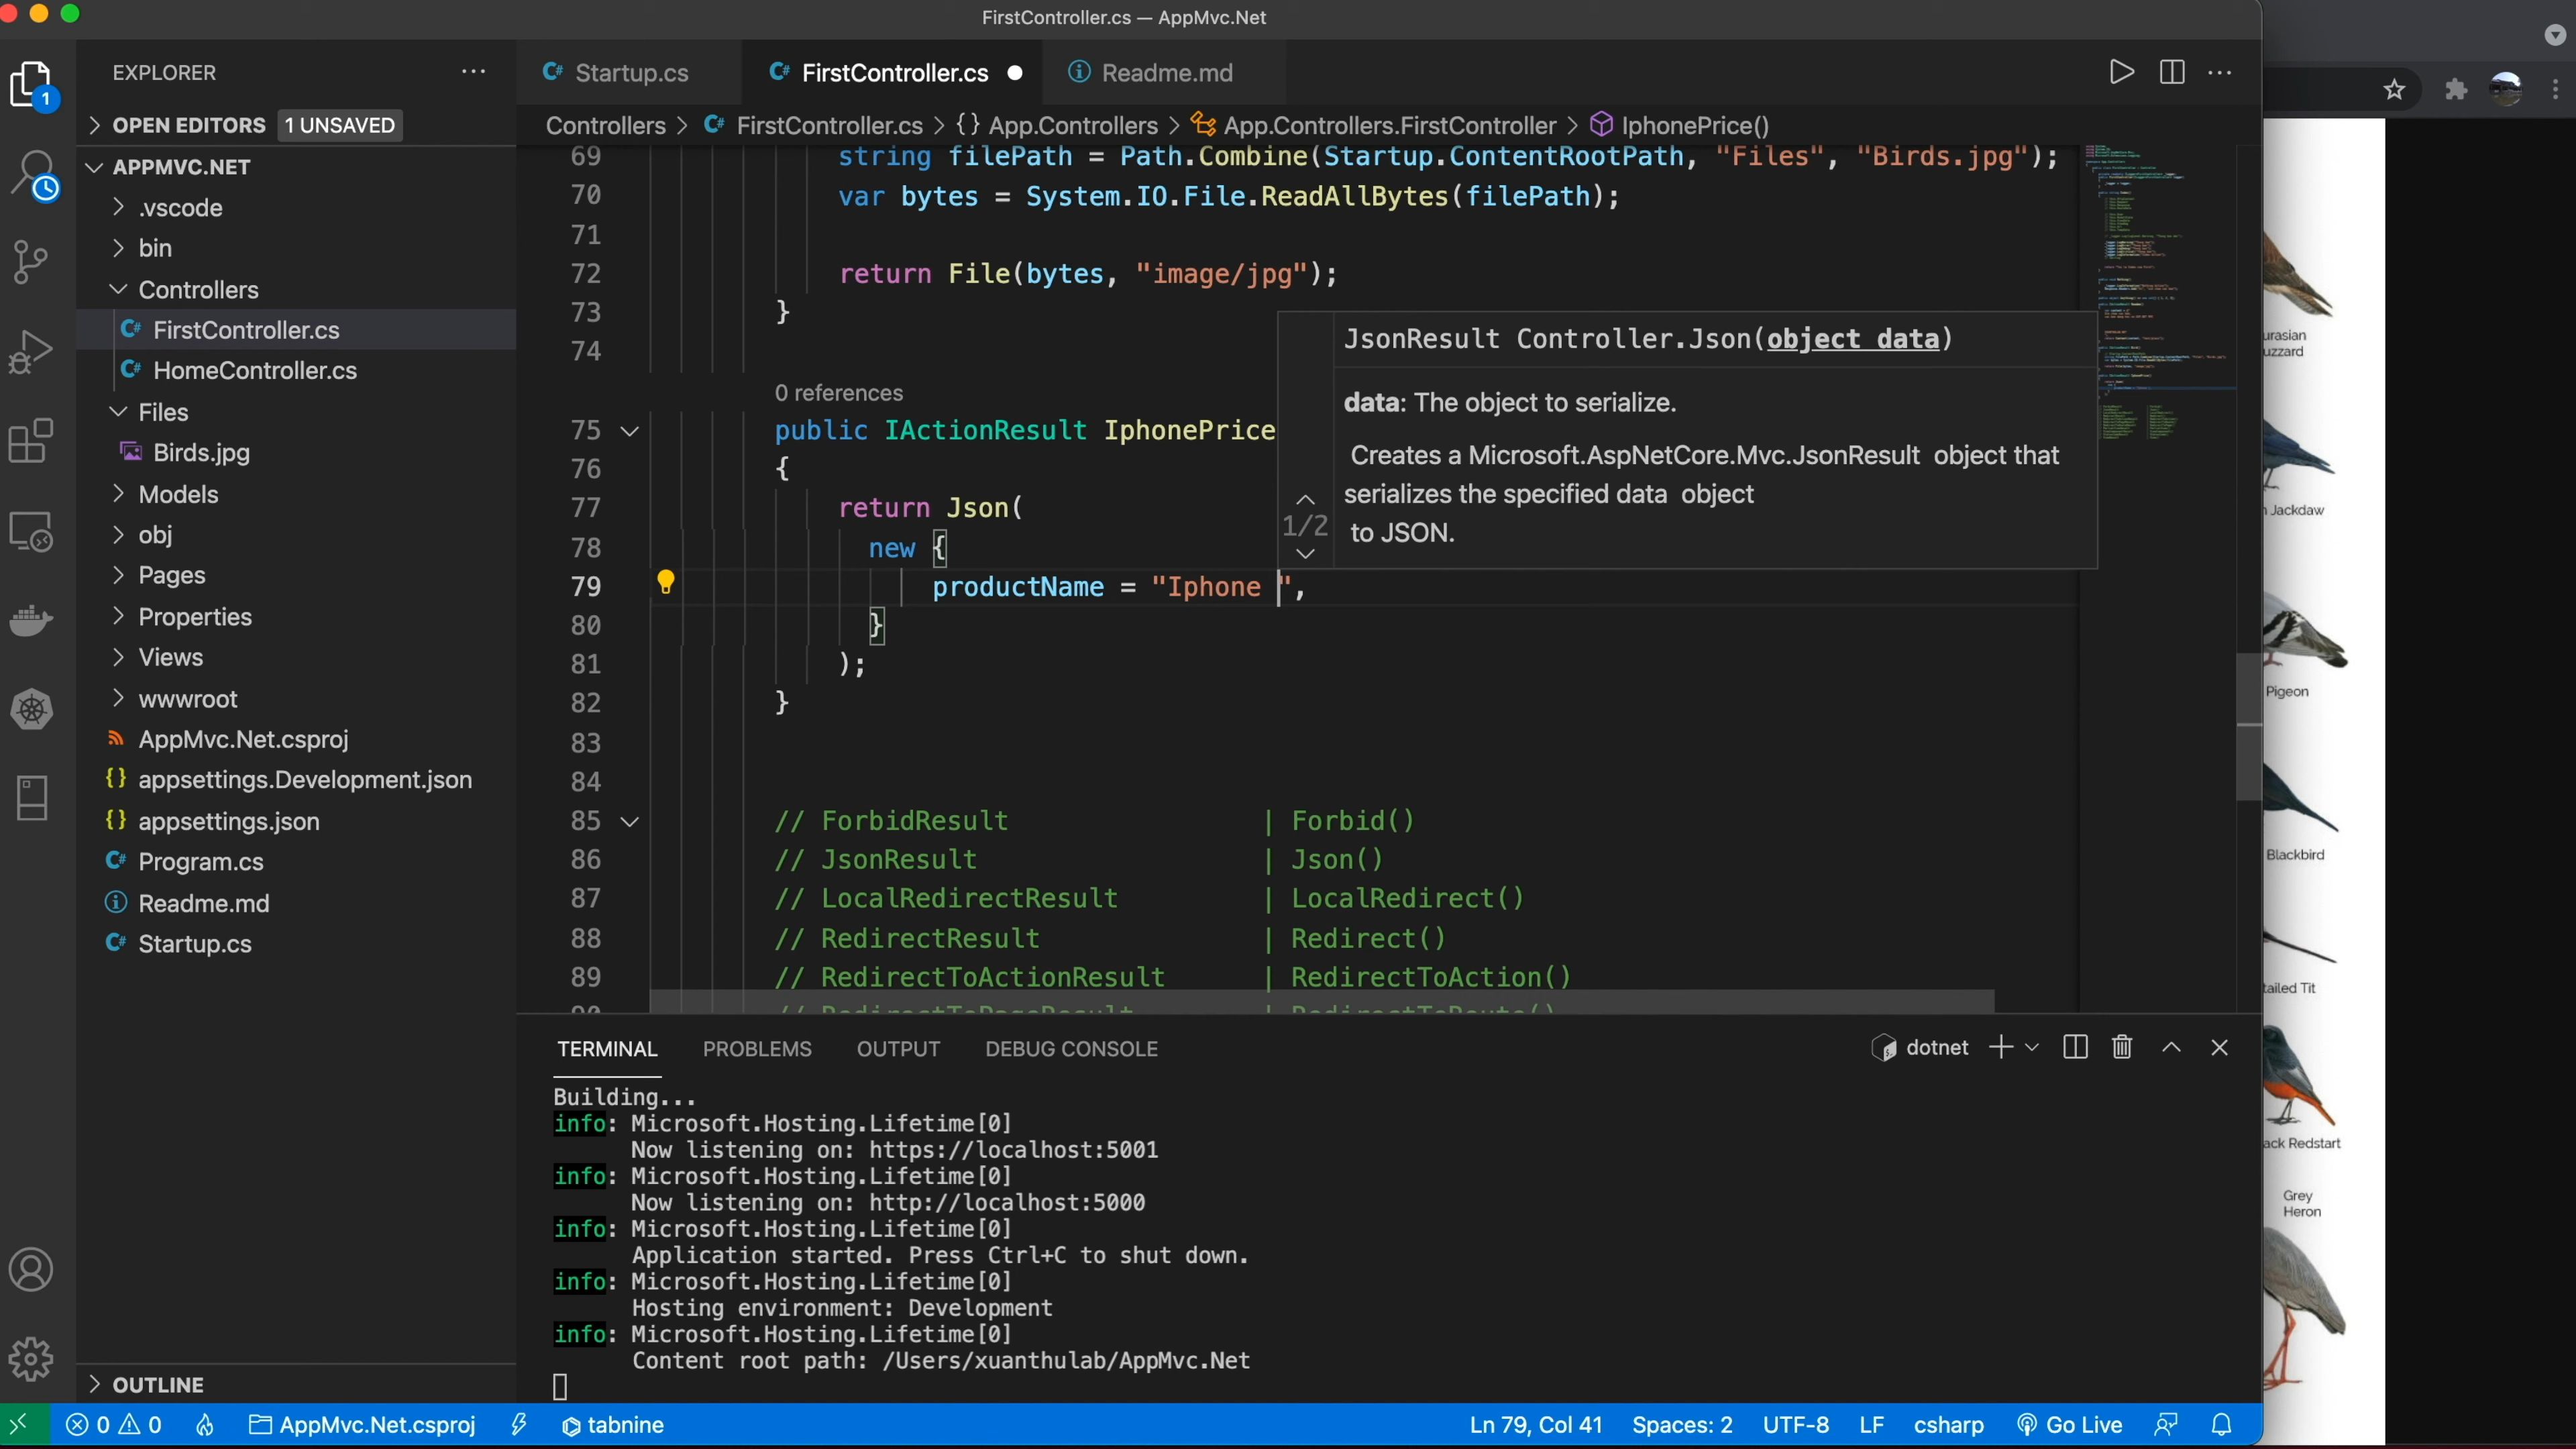 FirstController.cs — AppMvc.Net
EXPLORER
OPEN EDITORS 1 UNSAVED
APPMVC.NET
.vscode
bin
Controllers
FirstController.cs
HomeController.cs
Files
Birds.jpg
Models
obj
Pages
Properties
Views
wwwroot
AppMvc.Net.csproj
appsettings.Development.json
appsettings.json
Program.cs
Readme.md
Startup.cs
OUTLINE
Startup.cs
FirstController.cs
Readme.md
Controllers > FirstController.cs > {} App.Controllers > App.Controllers.FirstController > IphonePrice()
69 string filePath = Path.Combine(Startup.ContentRootPath, "Files", "Birds.jpg");
70 var bytes = System.IO.File.ReadAllBytes(filePath);
71
72 return File(bytes, "image/jpg");
73 }
74
0 references
75 public IActionResult IphonePrice
76 {
77 return Json(
78 new {
79 productName = "Iphone ",
80 }
81 );
82 }
83
84
85 // ForbidResult | Forbid()
86 // JsonResult | Json()
87 // LocalRedirectResult | LocalRedirect()
88 // RedirectResult | Redirect()
89 // RedirectToActionResult | RedirectToAction()
90 // RedirectToPageResult | RedirectToRoute()
JsonResult Controller.Json(object data)
data: The object to serialize.
Creates a Microsoft.AspNetCore.Mvc.JsonResult object that
serializes the specified data object
1/2
to JSON.
TERMINAL PROBLEMS OUTPUT DEBUG CONSOLE
dotnet
Building...
info: Microsoft.Hosting.Lifetime[0]
Now listening on: https://localhost:5001
info: Microsoft.Hosting.Lifetime[0]
Now listening on: http://localhost:5000
info: Microsoft.Hosting.Lifetime[0]
Application started. Press Ctrl+C to shut down.
info: Microsoft.Hosting.Lifetime[0]
Hosting environment: Development
info: Microsoft.Hosting.Lifetime[0]
Content root path: /Users/xuanthulab/AppMvc.Net
0 0 AppMvc.Net.csproj tabnine
Ln 79, Col 41 Spaces: 2 UTF-8 LF csharp Go Live
1
urasian
uzzard
Jackdaw
Pigeon
Blackbird
tailed Tit
ack Redstart
Grey
Heron